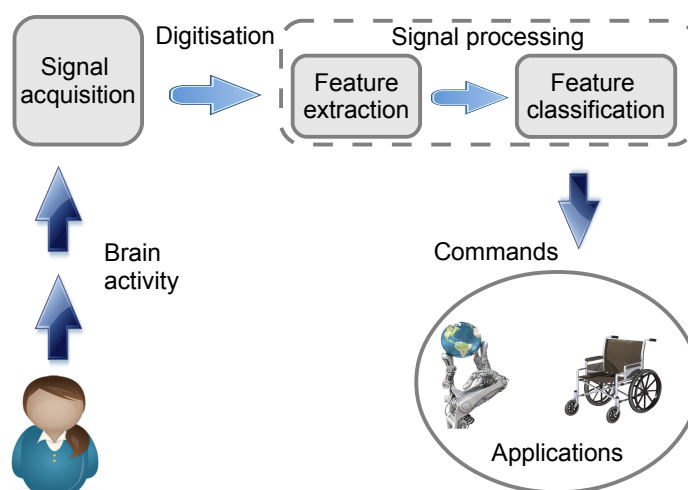 Digitisation
Signal processing
Signal
acquisition
Feature
extraction
Feature
classification
Brain
activity
Commands
Applications